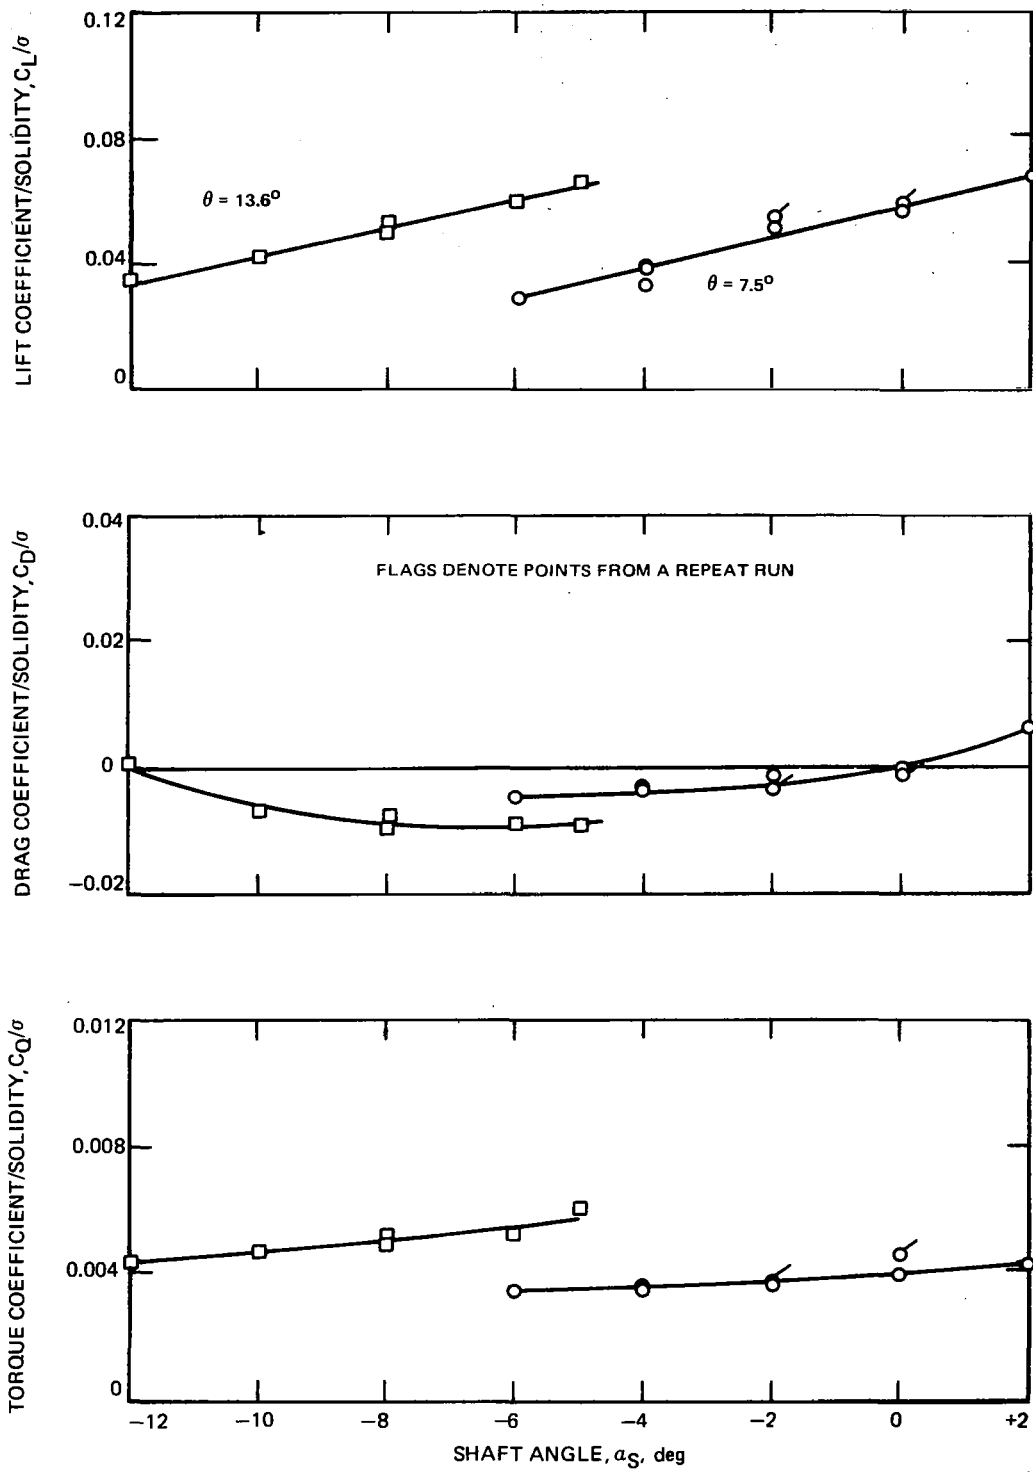 LIFT COEFFICIENT/SOLIDITY, C_L/σ
0.12
0.08
0.04
0
θ = 13.6°
θ = 7.5°
DRAG COEFFICIENT/SOLIDITY, C_D/σ
0.04
0.02
0
−0.02
FLAGS DENOTE POINTS FROM A REPEAT RUN
TORQUE COEFFICIENT/SOLIDITY, C_Q/σ
0.012
0.008
0.004
0
−12 −10 −8 −6 −4 −2 0 +2
SHAFT ANGLE, α_S, deg